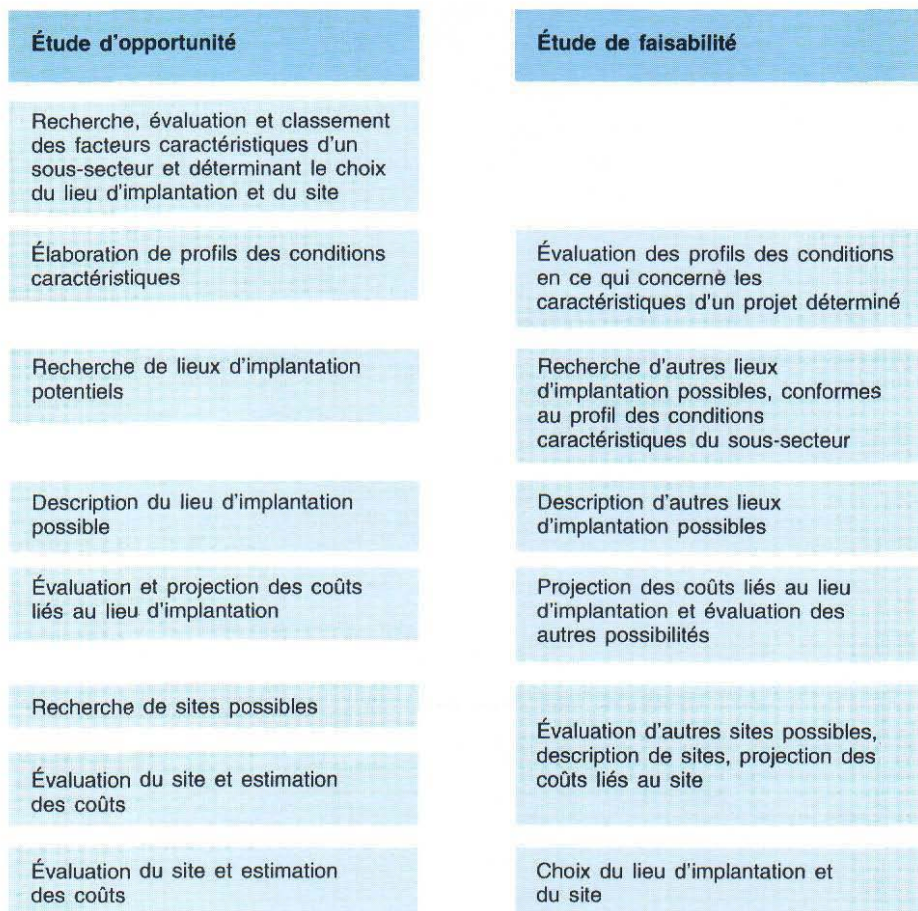 Étude d'opportunité
Recherche, évaluation et classement
des facteurs caractéristiques d'un
sous-secteur et déterminant le choix
du lieu d'implantation et du site
Élaboration de profils des conditions
caractéristiques
Recherche de lieux d'implantation
potentiels
Description du lieu d'implantation
possible
Évaluation et projection des coûts
liés au lieu d'implantation
Recherche de sites possibles
Évaluation du site et estimation
des coûts
Évaluation du site et estimation
des coûts
Étude de faisabilité
Évaluation des profils des conditions
en ce qui concerne les
caractéristiques d'un projet déterminé
Recherche d'autres lieux
d'implantation possibles, conformes
au profil des conditions
caractéristiques du sous-secteur
Description d'autres lieux
d'implantation possibles
Projection des coûts liés au lieu
d'implantation et évaluation des
autres possibilités
Évaluation d'autres sites possibles,
description de sites, projection des
coûts liés au site
Choix du lieu d'implantation et
du site